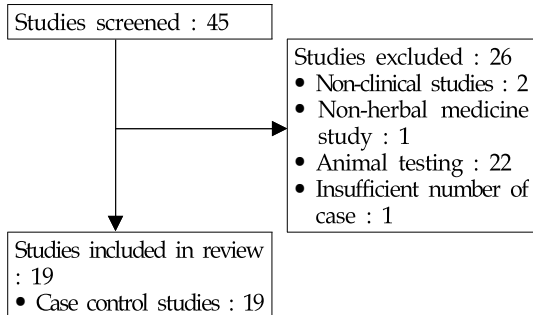 Studies screened : 45
Studies excluded : 26
• Non-clinical studies : 2
• Non-herbal medicine
study : 1
• Animal testing : 22
• Insufficient number of
case : 1
Studies included in review
: 19
• Case control studies : 19